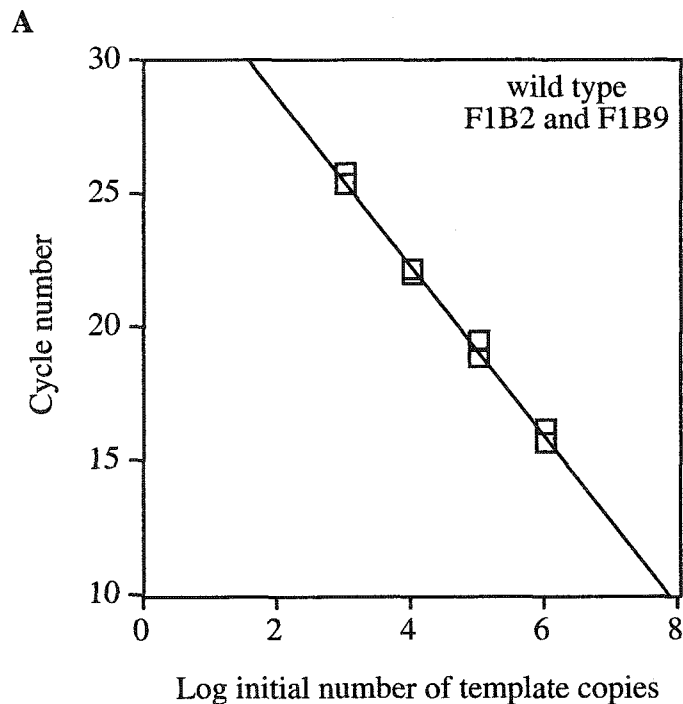 A
30
wild type
F1B2 and F1B9
25
Cycle number
20
15
10
0 2 4 6 8
Log initial number of template copies